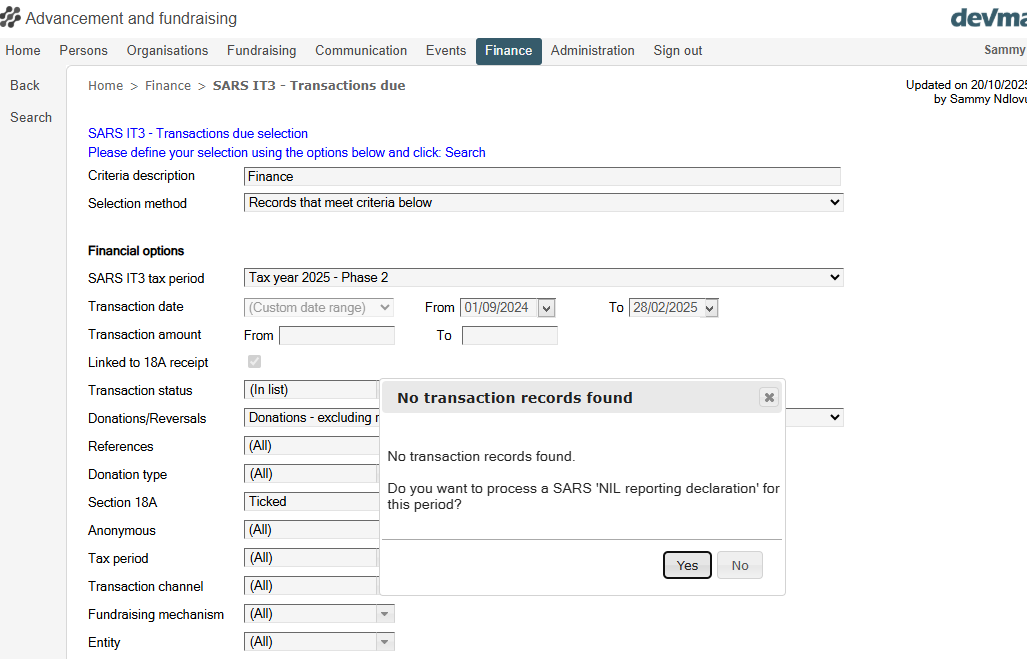 Advancement and fundraising
Home Persons Organisations Fundraising Communication Events Finance Administration Sign out Sammy
Back
Search
Home > Finance > SARS IT3 - Transactions due
Updated on 20/10/2025
by Sammy Ndlovu
SARS IT3 - Transactions due selection
Please define your selection using the options below and click: Search
Criteria description Finance
Selection method Records that meet criteria below
Financial options
SARS IT3 tax period Tax year 2025 - Phase 2
Transaction date (Custom date range) From 01/09/2024 To 28/02/2025
Transaction amount From To
Linked to 18A receipt
Transaction status (In list)
Donations/Reversals Donations - excluding
References (All)
Donation type (All)
Section 18A Ticked
Anonymous (All)
Tax period (All)
Transaction channel (All)
Fundraising mechanism (All)
Entity (All)
No transaction records found
No transaction records found.
Do you want to process a SARS 'NIL reporting declaration' for
this period?
Yes No